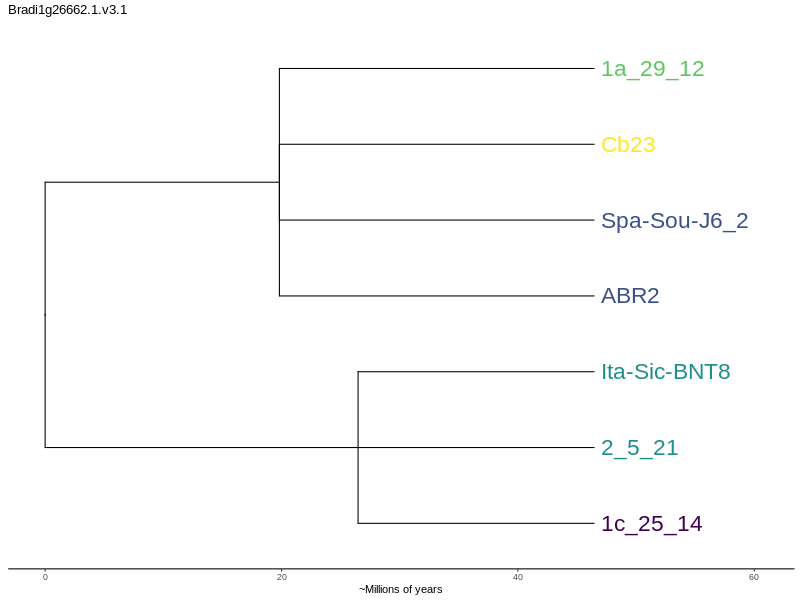 Bradi1g26662.1.v3.1
1a_29_12
Cb23
Spa-Sou-J6_2
ABR2
Ita-Sic-BNT8
2_5_21
1c_25_14
0 20 40 60
~Millions of years